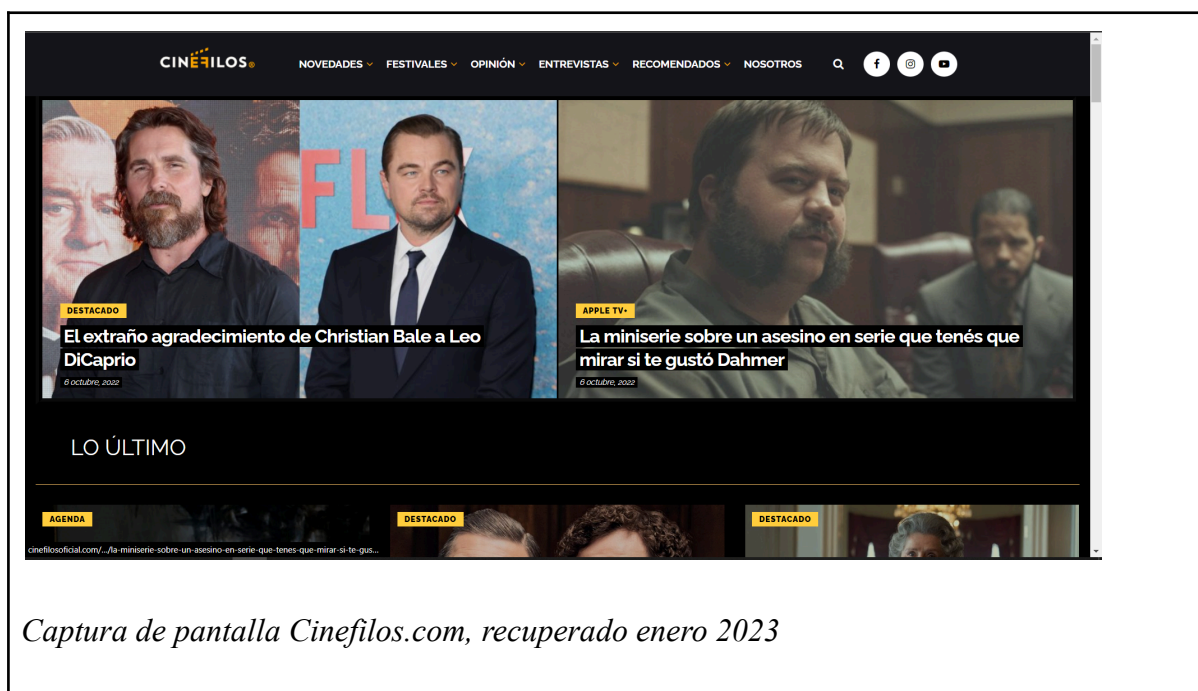 CINÉFILOS®
NOVEDADES FESTIVALES OPINIÓN ENTREVISTAS RECOMENDADOS NOSOTROS
FL
DESTACADO
El extraño agradecimiento de Christian Bale a Leo
DiCaprio
6 octubre, 2022
APPLE TV+
La miniserie sobre un asesino en serie que tenés que
mirar si te gustó Dahmer
6 octubre, 2022
LO ÚLTIMO
AGENDA
DESTACADO
DESTACADO
cinefilosoficial.com/.../la-miniserie-sobre-un-asesino-en-serie-que-tenes-que-mirar-si-te-gus...
Captura de pantalla Cinefilos.com, recuperado enero 2023